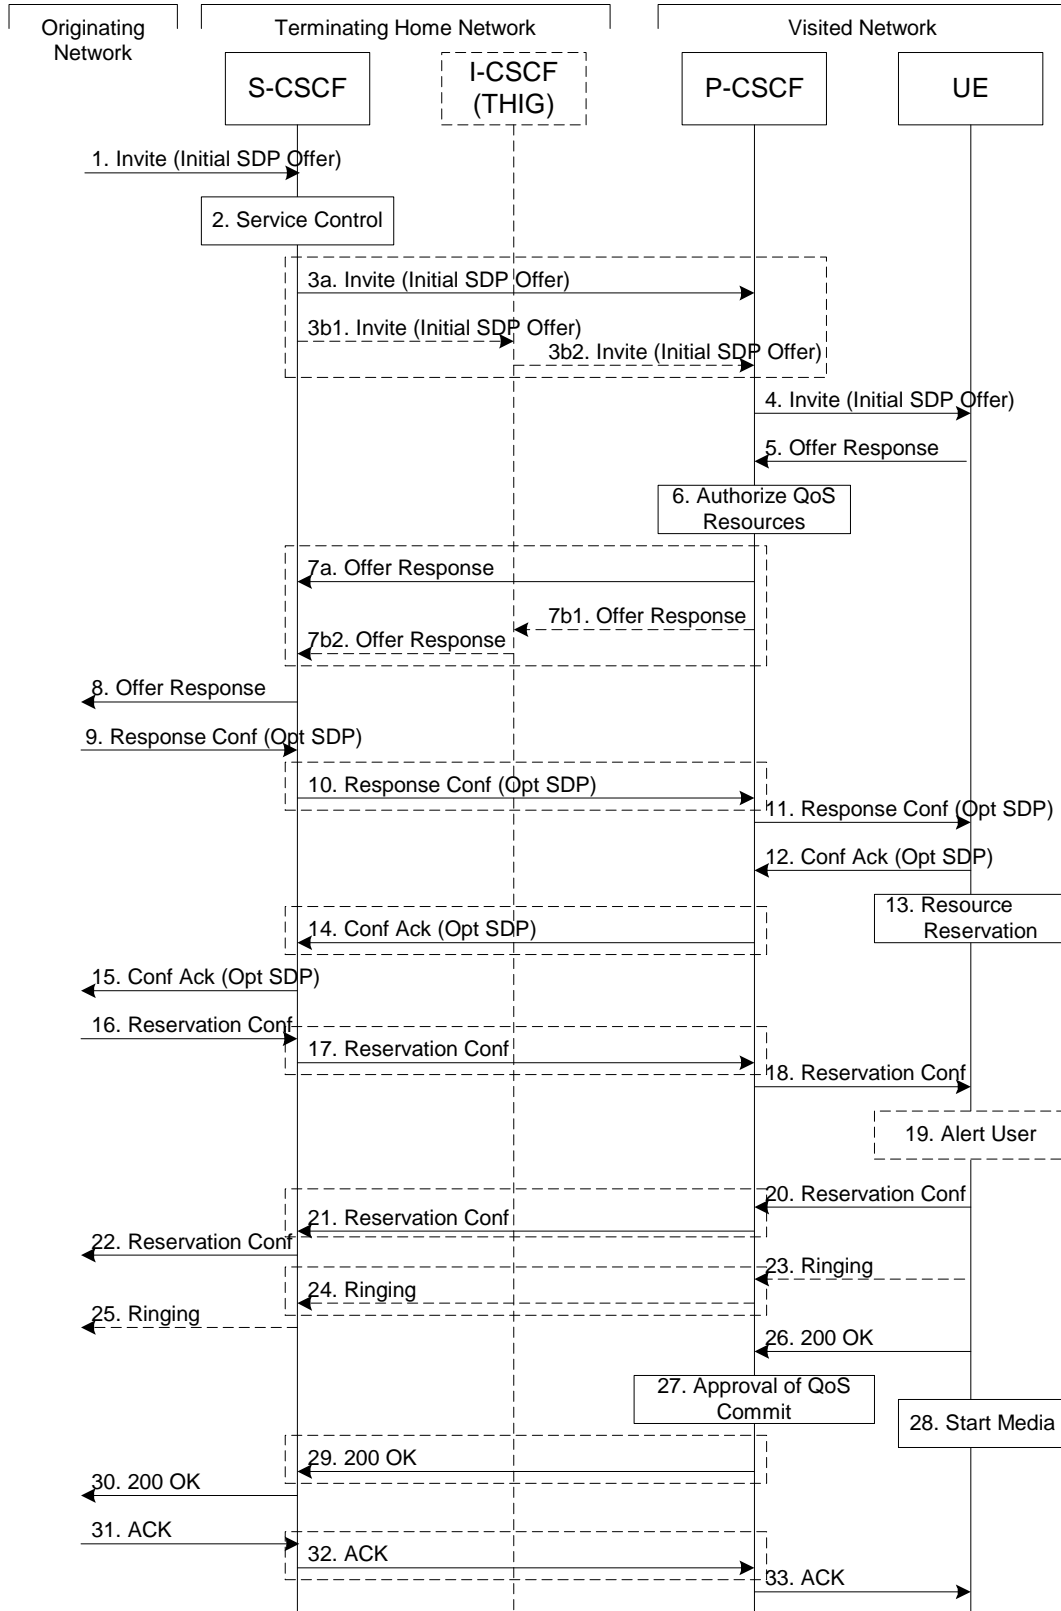 Originating
Network
Terminating Home Network
Visited Network
S-CSCF
I-CSCF
(THIG)
P-CSCF
UE
1. Invite (Initial SDP Offer)
2. Service Control
3a. Invite (Initial SDP Offer)
3b1. Invite (Initial SDP Offer)
3b2. Invite (Initial SDP Offer)
4. Invite (Initial SDP Offer)
5. Offer Response
6. Authorize QoS
Resources
7a. Offer Response
7b1. Offer Response
7b2. Offer Response
8. Offer Response
9. Response Conf (Opt SDP)
10. Response Conf (Opt SDP)
11. Response Conf (Opt SDP)
12. Conf Ack (Opt SDP)
13. Resource
Reservation
14. Conf Ack (Opt SDP)
15. Conf Ack (Opt SDP)
16. Reservation Conf
17. Reservation Conf
18. Reservation Conf
19. Alert User
20. Reservation Conf
21. Reservation Conf
22. Reservation Conf
23. Ringing
24. Ringing
25. Ringing
26. 200 OK
27. Approval of QoS
Commit
28. Start Media
29. 200 OK
30. 200 OK
31. ACK
32. ACK
33. ACK